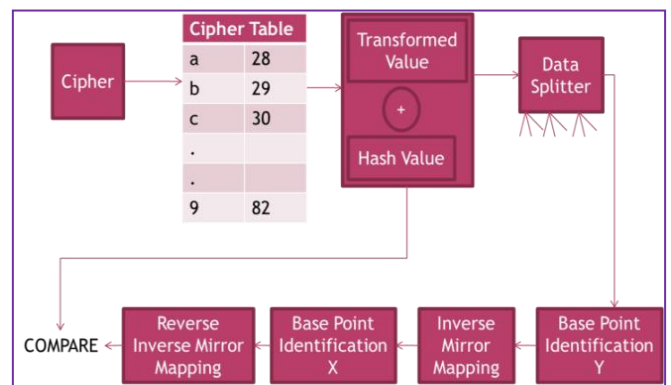 Cipher
Cipher Table
a 28
b 29
c 30
.
.
9 82
Transformed
Value
+
Hash Value
Data
Splitter
COMPARE
Reverse
Inverse Mirror
Mapping
Base Point
Identification
X
Inverse
Mirror
Mapping
Base Point
Identification
Y